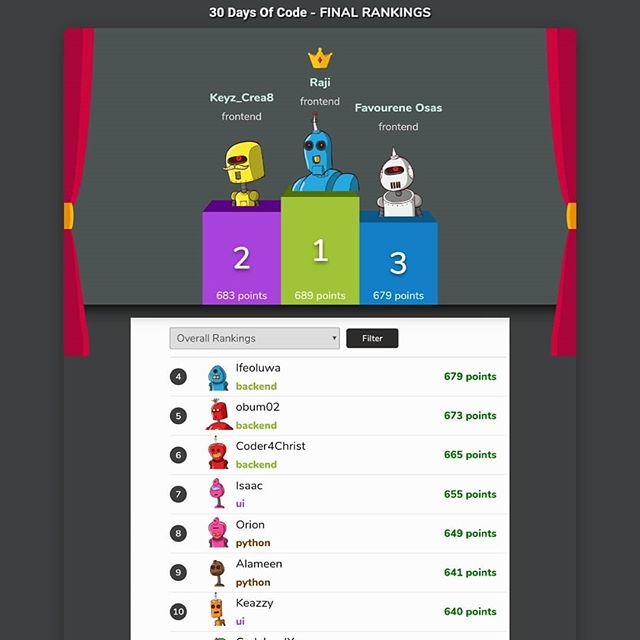 30 Days Of Code - FINAL RANKINGS
Raji
frontend
Keyz_Crea8
frontend
Favourene Osas
frontend
2
683 points
1
689 points
3
679 points
Overall Rankings
Filter
4
Ifeoluwa
backend
679 points
5
obum02
backend
673 points
6
Coder4Christ
backend
665 points
7
Isaac
ui
655 points
8
Orion
python
649 points
9
Alameen
python
641 points
10
Keazzy
ui
640 points